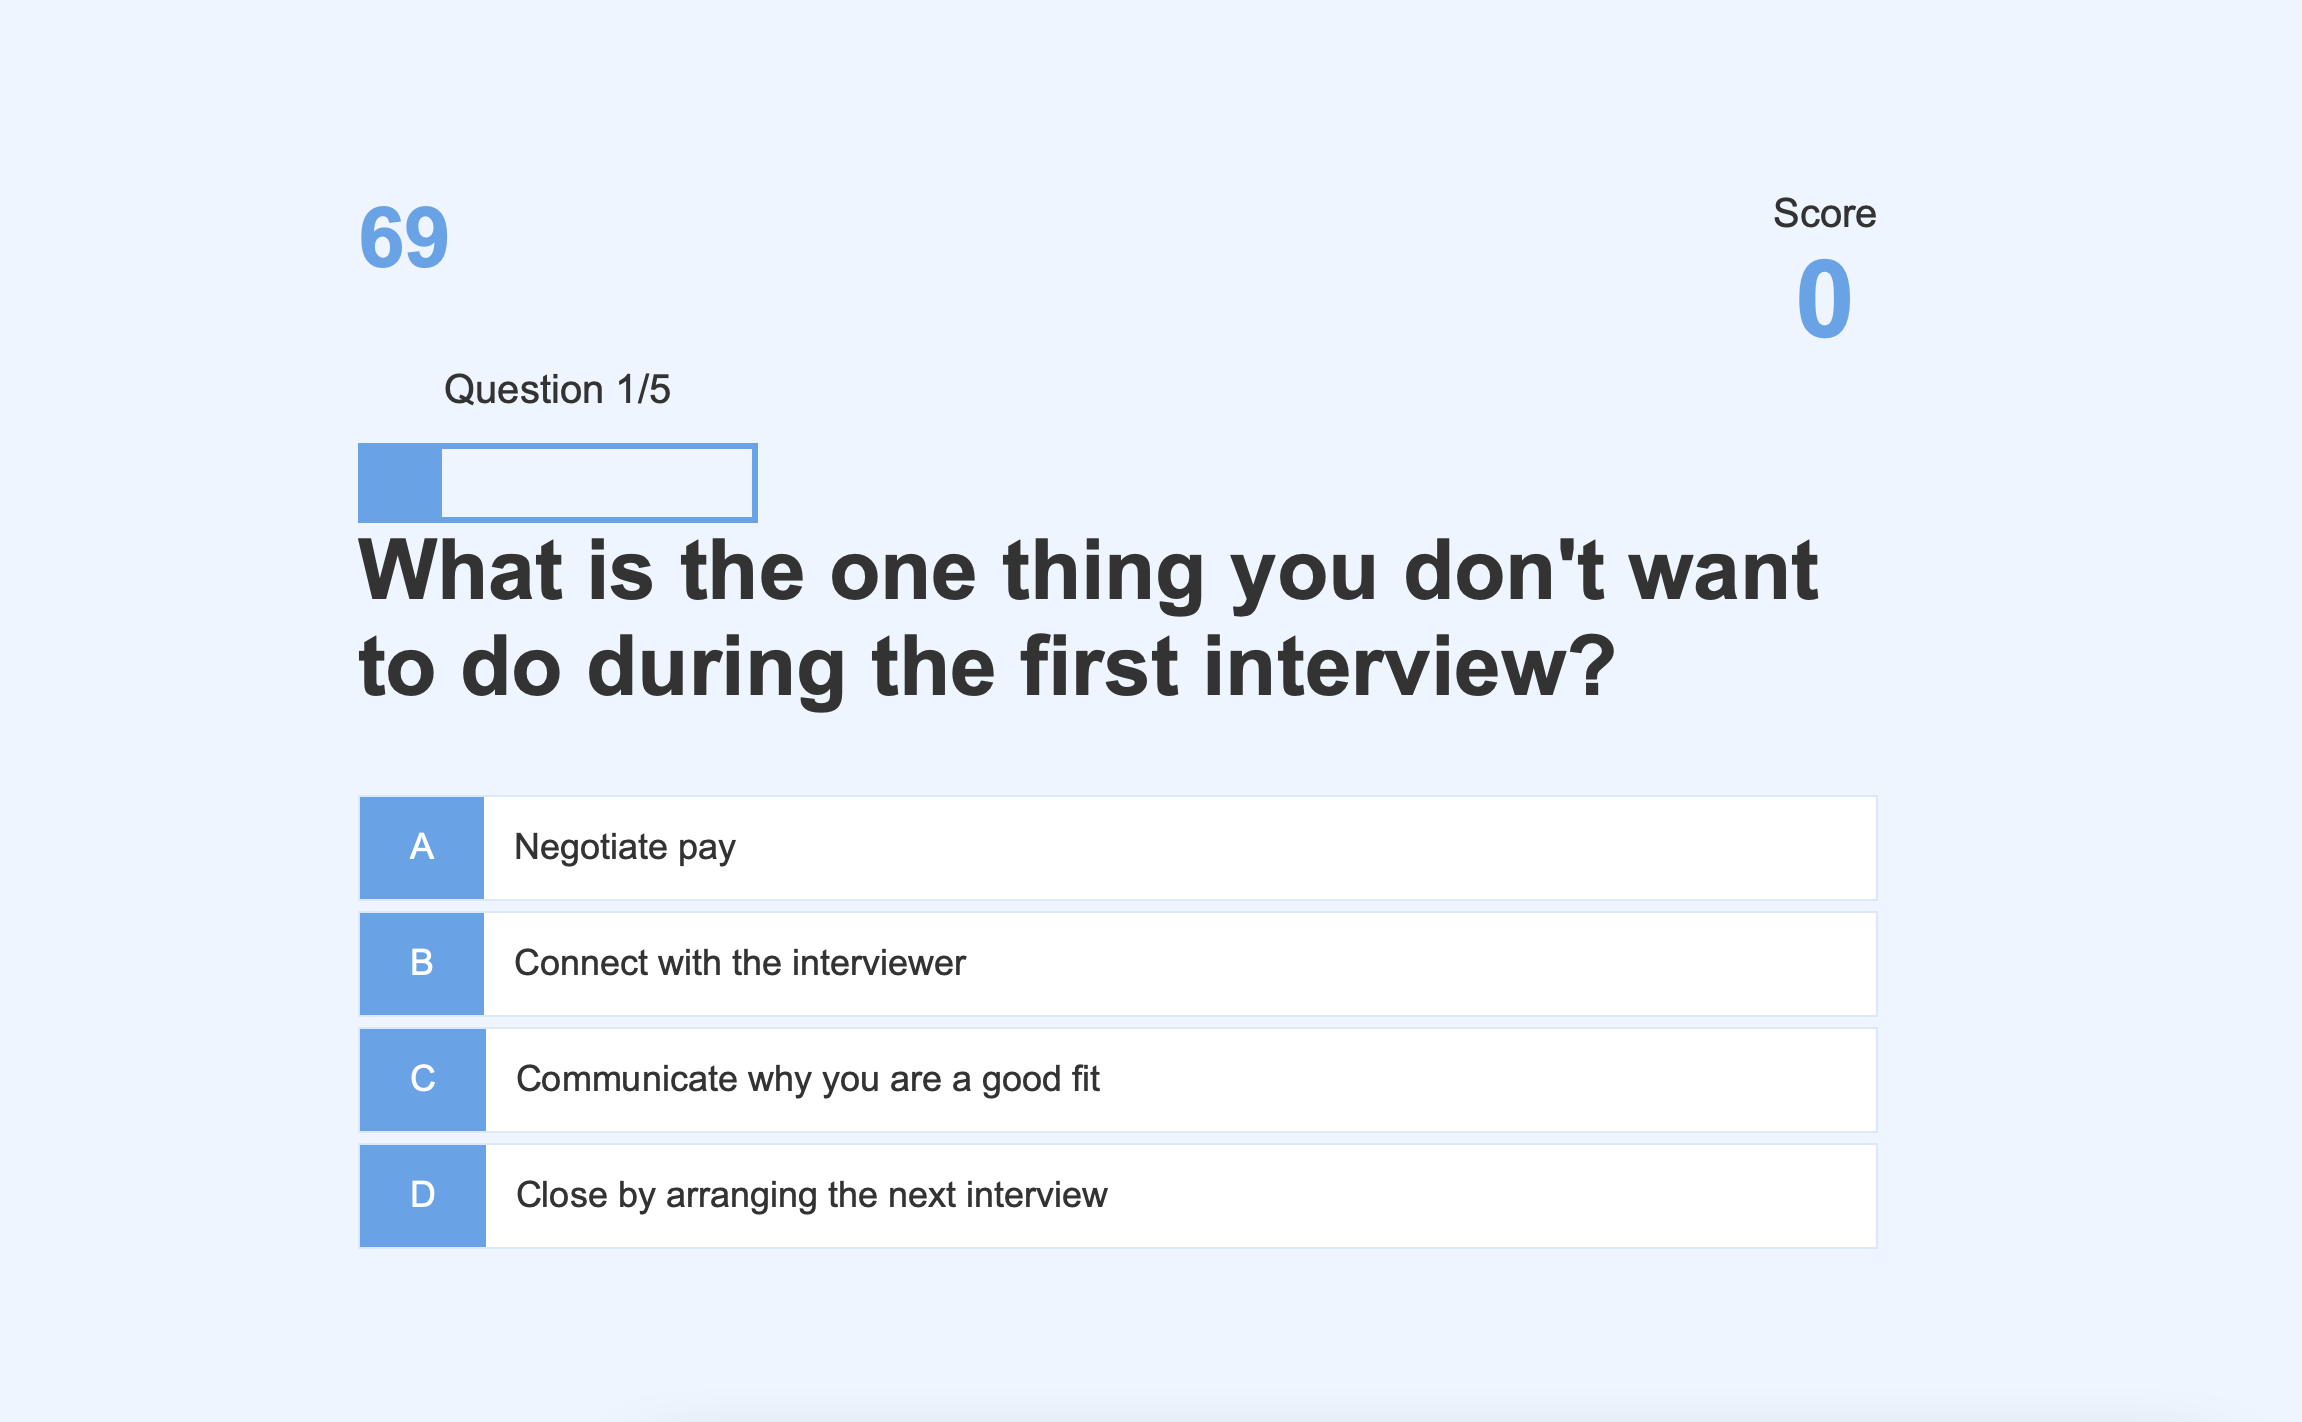 69
Score
0
Question 1/5
What is the one thing you don't want
to do during the first interview?
A Negotiate pay
B Connect with the interviewer
C Communicate why you are a good fit
D Close by arranging the next interview